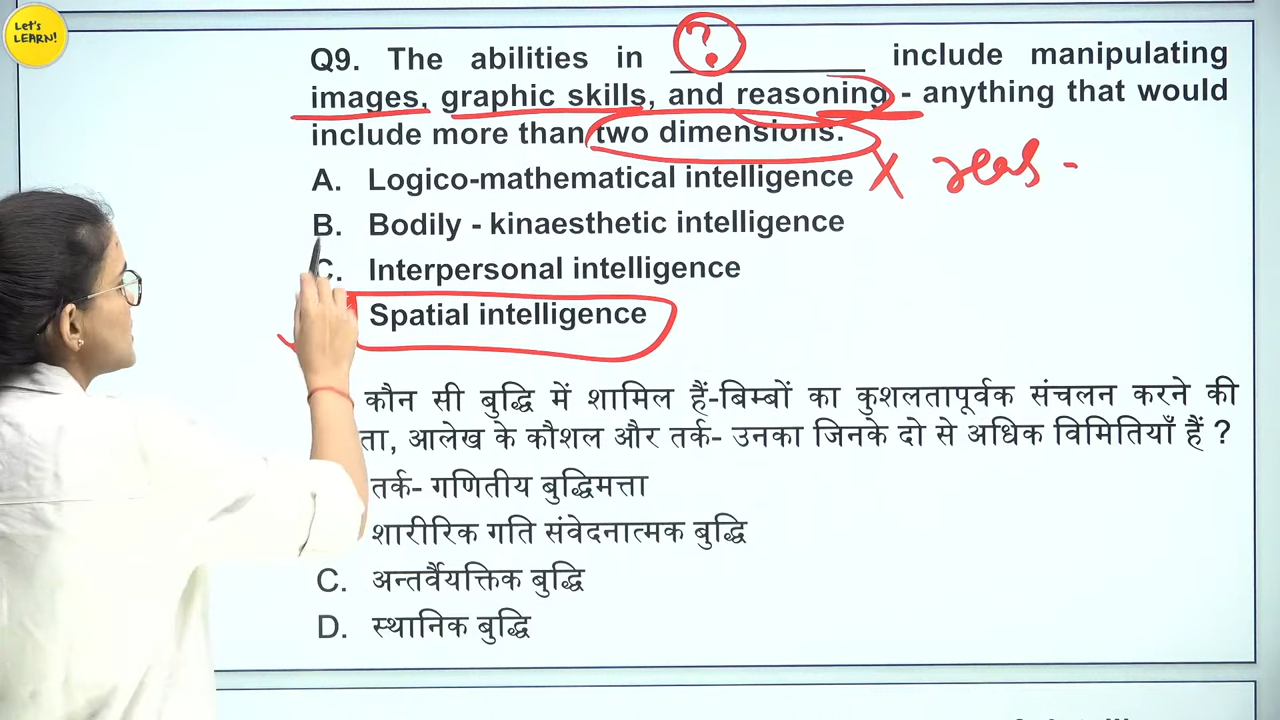 Let's
LEARN!
Q9. The abilities in ? __________ include manipulating
images, graphic skills, and reasoning - anything that would
include more than two dimensions.
A. Logico-mathematical intelligence X reas -
B. Bodily - kinaesthetic intelligence
C. Interpersonal intelligence
Spatial intelligence
कौन सी बुद्धि में शामिल हैं-बिम्बों का कुशलतापूर्वक संचलन करने की
ता, आलेख के कौशल और तर्क- उनका जिनके दो से अधिक विमितियाँ हैं ?
तर्क- गणितीय बुद्धिमत्ता
शारीरिक गति संवेदनात्मक बुद्धि
C. अन्तर्वैयक्तिक बुद्धि
D. स्थानिक बुद्धि